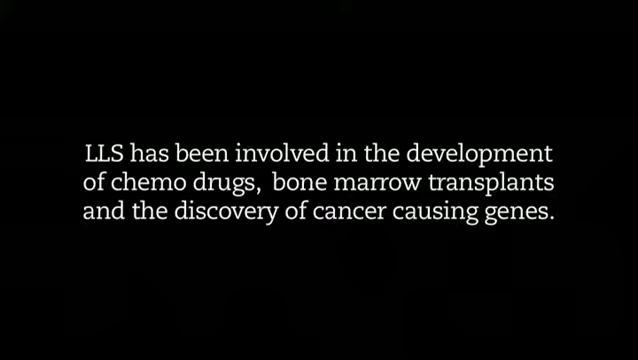 LLS has been involved in the development
of chemo drugs, bone marrow transplants
and the discovery of cancer causing genes.